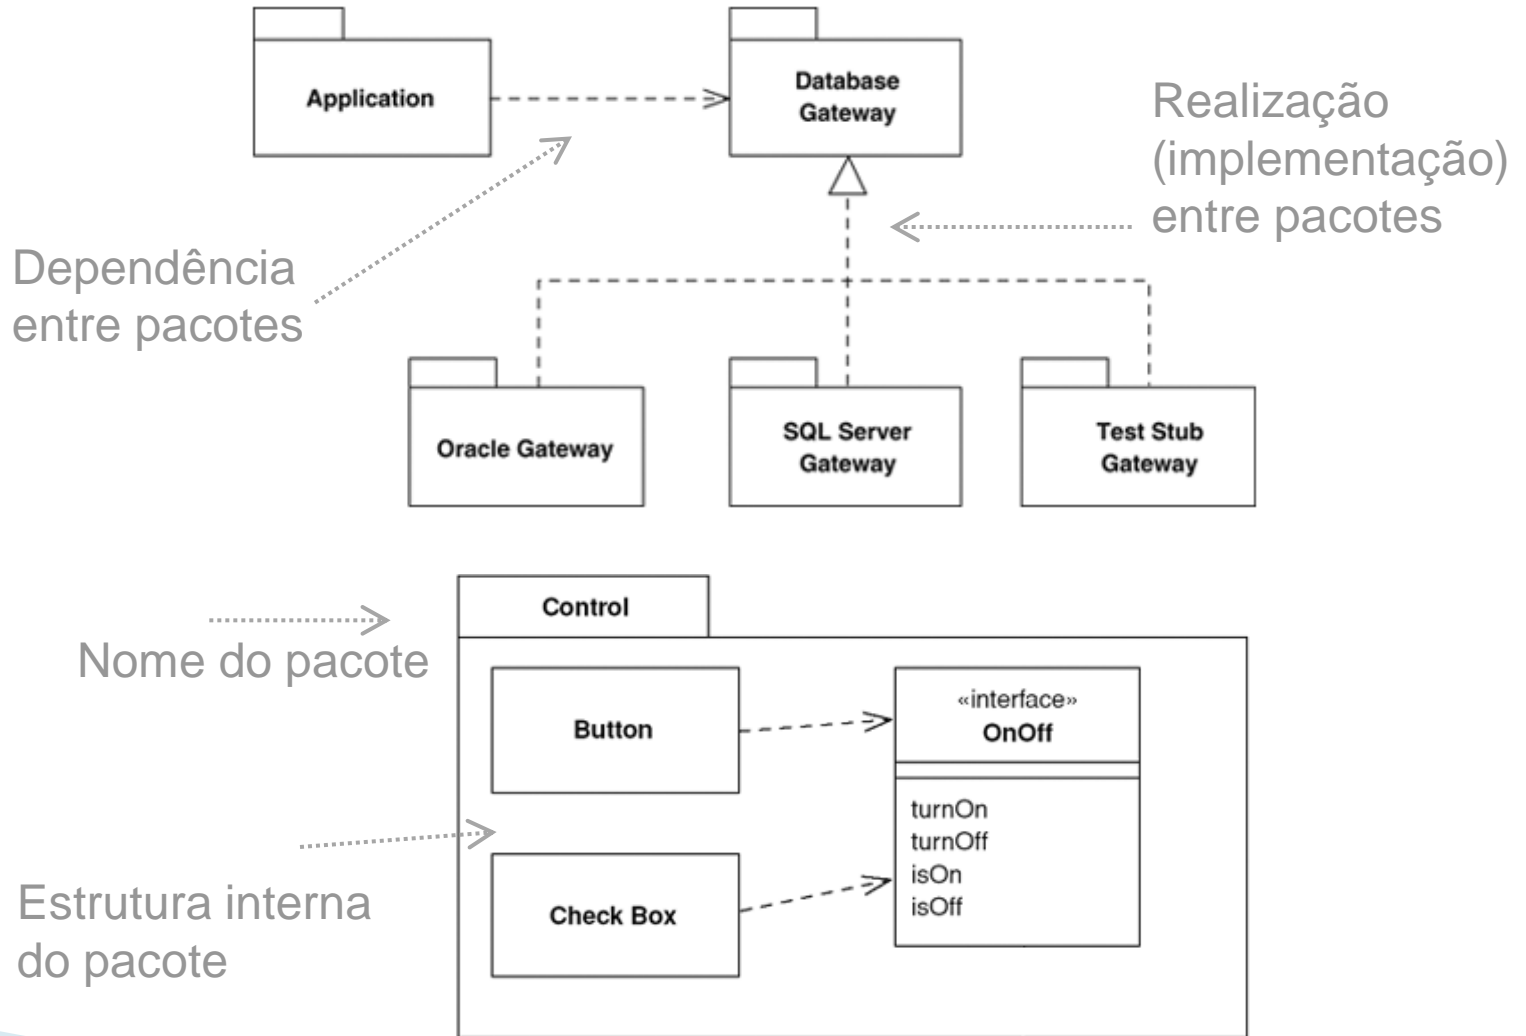 Application
Database
Gateway
Realização
(implementação)
entre pacotes
Dependência
entre pacotes
Oracle Gateway
SQL Server
Gateway
Test Stub
Gateway
Control
Nome do pacote
Button
«interface»
OnOff
turnOn
turnOff
isOn
isOff
Check Box
Estrutura interna
do pacote